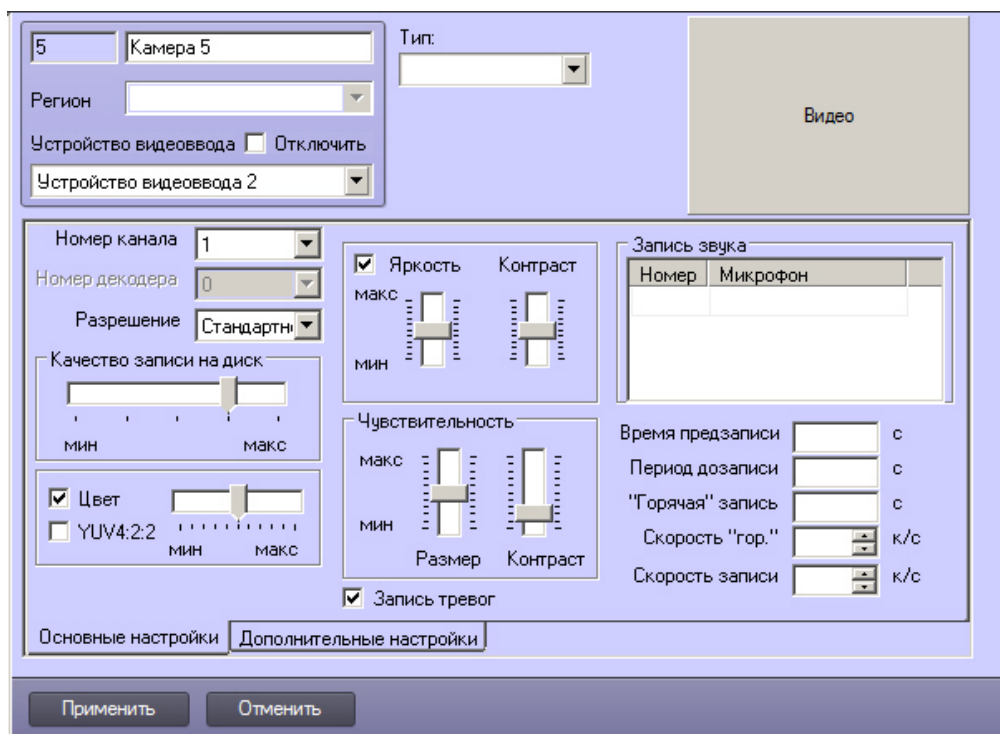 5 Камера 5
Тип:
Регион
Устройство видеоввода Отключить
Устройство видеоввода 2
Видео
Номер канала 1
Номер декодера 0
Разрешение Стандартн
Качество записи на диск
мин макс
Цвет
YUV4:2:2
мин макс
Яркость Контраст
макс
мин
Чувствительность
макс
мин
Размер Контраст
Запись тревог
Запись звука
Номер Микрофон
Время предзаписи с
Период дозаписи с
"Горячая" запись с
Скорость "гор." к/с
Скорость записи к/с
Основные настройки Дополнительные настройки
Применить Отменить